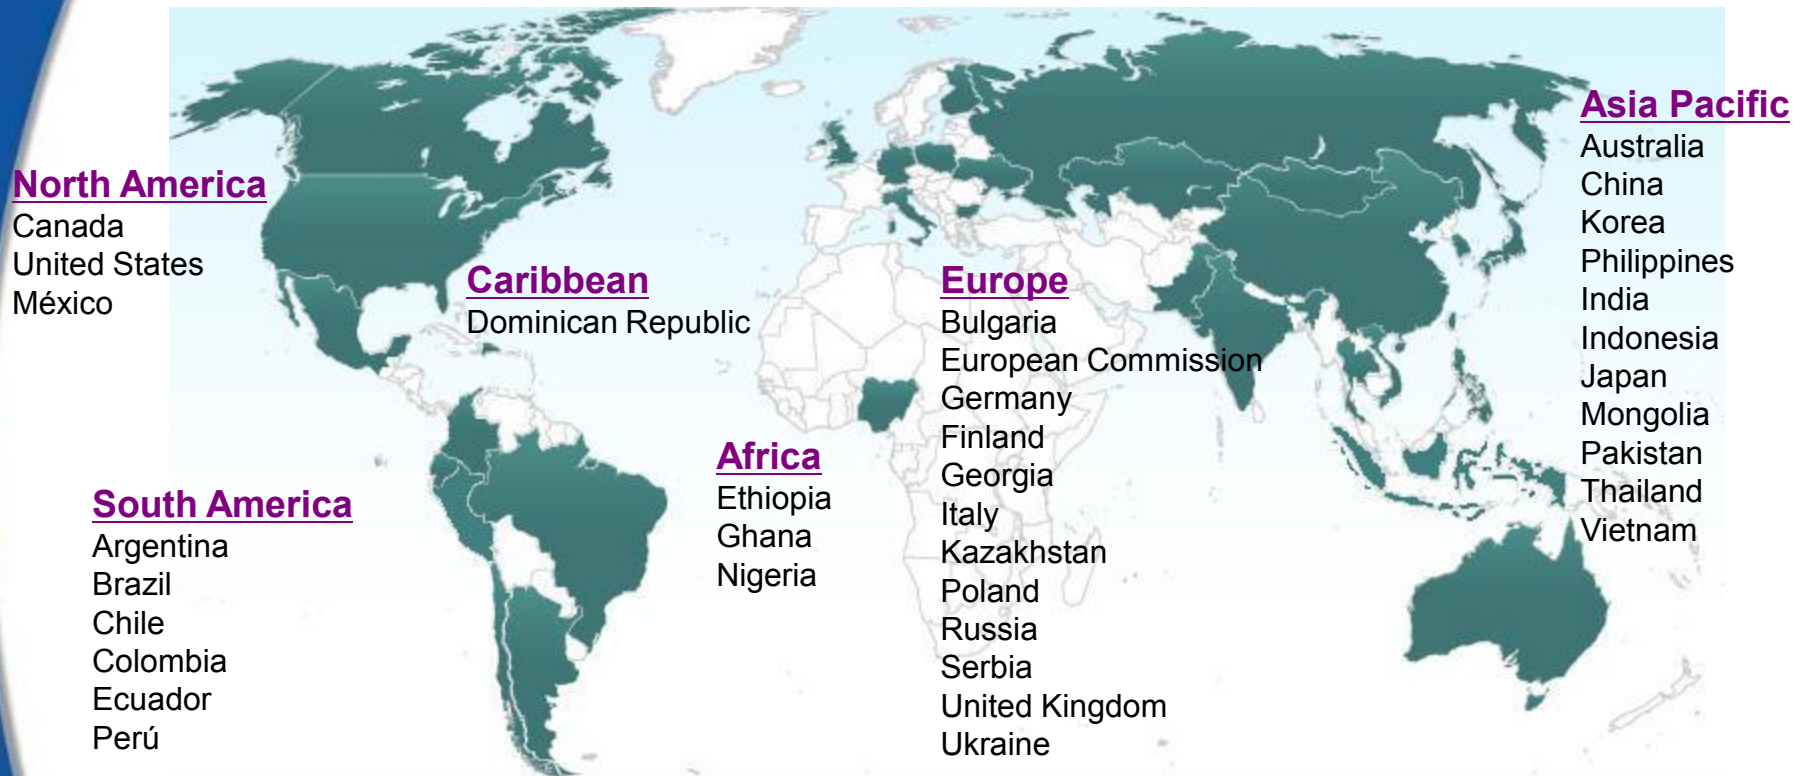 North America
Canada
United States
México
Caribbean
Dominican Republic
South America
Argentina
Brazil
Chile
Colombia
Ecuador
Perú
Africa
Ethiopia
Ghana
Nigeria
Europe
Bulgaria
European Commission
Germany
Finland
Georgia
Italy
Kazakhstan
Poland
Russia
Serbia
United Kingdom
Ukraine
Asia Pacific
Australia
China
Korea
Philippines
India
Indonesia
Japan
Mongolia
Pakistan
Thailand
Vietnam